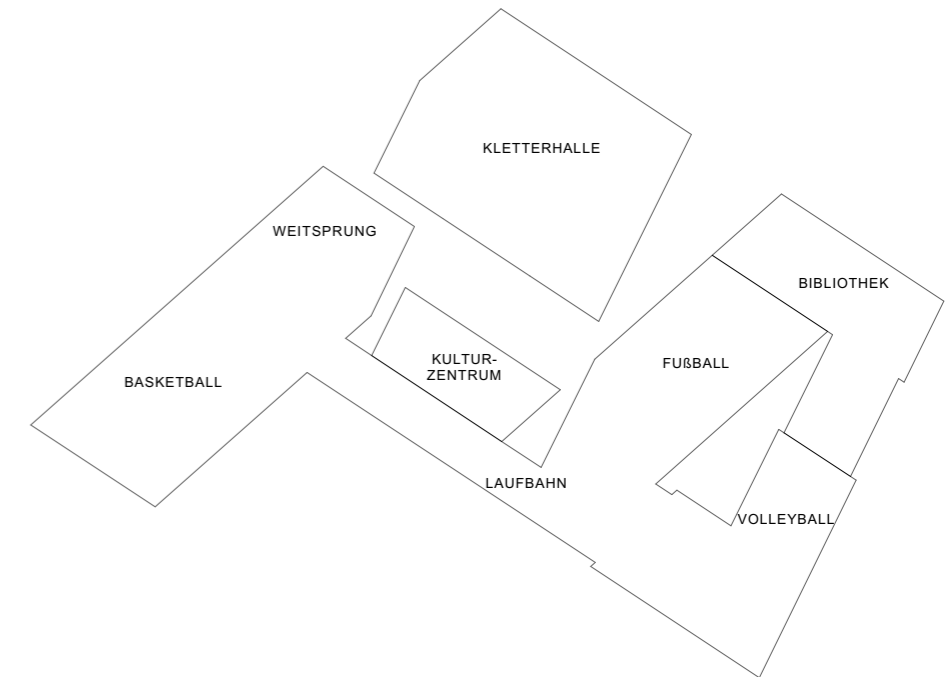 KLETTERHALLE
WEITSPRUNG
BIBLIOTHEK
KULTUR-
ZENTRUM
FUßBALL
BASKETBALL
LAUFBAHN
VOLLEYBALL